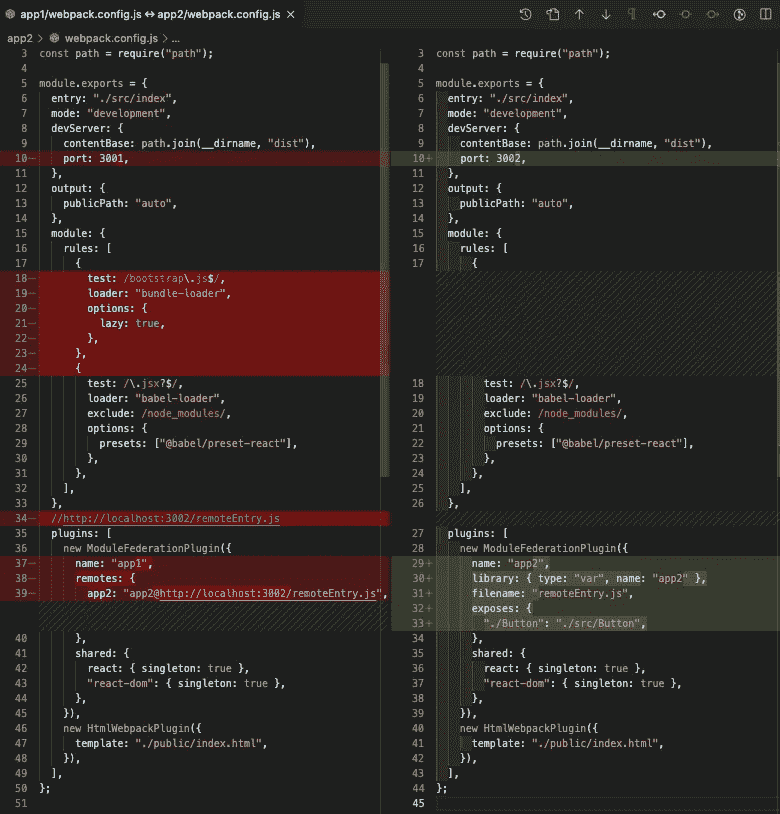 app1/webpack.config.js ↔ app2/webpack.config.js ×
app2 > webpack.config.js > ...
3 const path = require("path");
4
5 module.exports = {
6 entry: "./src/index",
7 mode: "development",
8 devServer: {
9 contentBase: path.join(__dirname, "dist"),
10− port: 3001,
11 },
12 output: {
13 publicPath: "auto",
14 },
15 module: {
16 rules: [
17 {
18− test: /bootstrap\.js$/,
19− loader: "bundle-loader",
20− options: {
21− lazy: true,
22− },
23− },
24− {
25 test: /\.jsx?$/,
26 loader: "babel-loader",
27 exclude: /node_modules/,
28 options: {
29 presets: ["@babel/preset-react"],
30 },
31 },
32 ],
33 },
34− //http://localhost:3002/remoteEntry.js
35 plugins: [
36 new ModuleFederationPlugin({
37− name: "app1",
38− remotes: {
39− app2: "app2@http://localhost:3002/remoteEntry.js",
40 },
41 shared: {
42 react: { singleton: true },
43 "react-dom": { singleton: true },
44 },
45 }),
46 new HtmlWebpackPlugin({
47 template: "./public/index.html",
48 }),
49 ],
50 };
51
3 const path = require("path");
4
5 module.exports = {
6 entry: "./src/index",
7 mode: "development",
8 devServer: {
9 contentBase: path.join(__dirname, "dist"),
10+ port: 3002,
11 },
12 output: {
13 publicPath: "auto",
14 },
15 module: {
16 rules: [
17 {
18 test: /\.jsx?$/,
19 loader: "babel-loader",
20 exclude: /node_modules/,
21 options: {
22 presets: ["@babel/preset-react"],
23 },
24 },
25 ],
26 },
27 plugins: [
28 new ModuleFederationPlugin({
29+ name: "app2",
30+ library: { type: "var", name: "app2" },
31+ filename: "remoteEntry.js",
32+ exposes: {
33+ "./Button": "./src/Button",
34 },
35 shared: {
36 react: { singleton: true },
37 "react-dom": { singleton: true },
38 },
39 }),
40 new HtmlWebpackPlugin({
41 template: "./public/index.html",
42 }),
43 ],
44 };
45